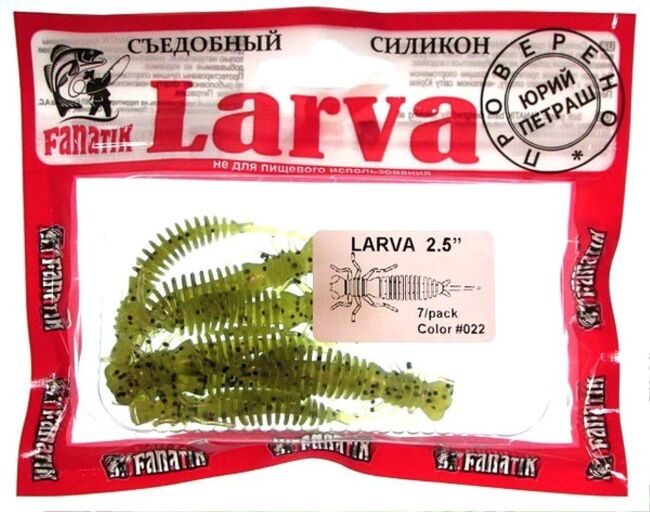 СЪЕДОБНЫЙ СИЛИКОН
FANATIK
Larva
не для пищевого использования
ПРОВЕРЕНО
ЮРИЙ
ПЕТРАШ
*
LARVA 2.5”
7/pack
Color #022
FANATIK
FANATIK
FANATIK
FANATIK
FANATIK
FANATIK
FANATIK